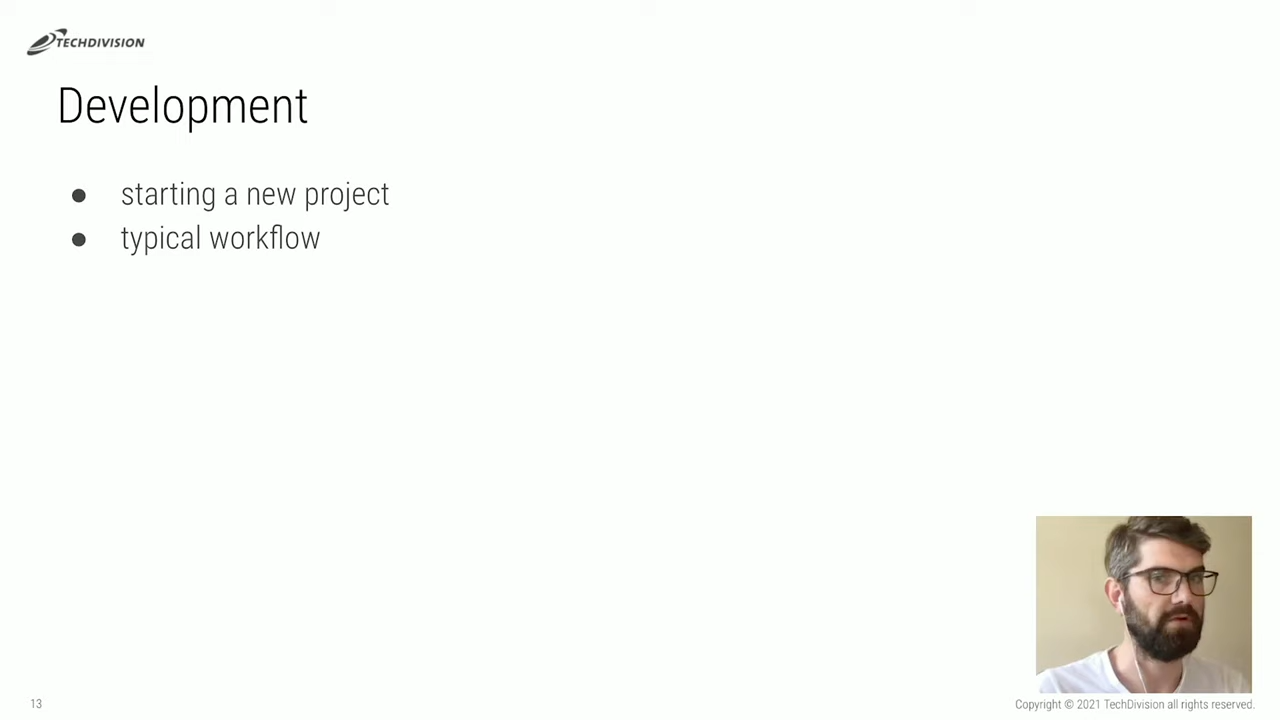 TECHDIVISION
Development
● starting a new project
● typical workflow
13
Copyright © 2021 TechDivision all rights reserved.